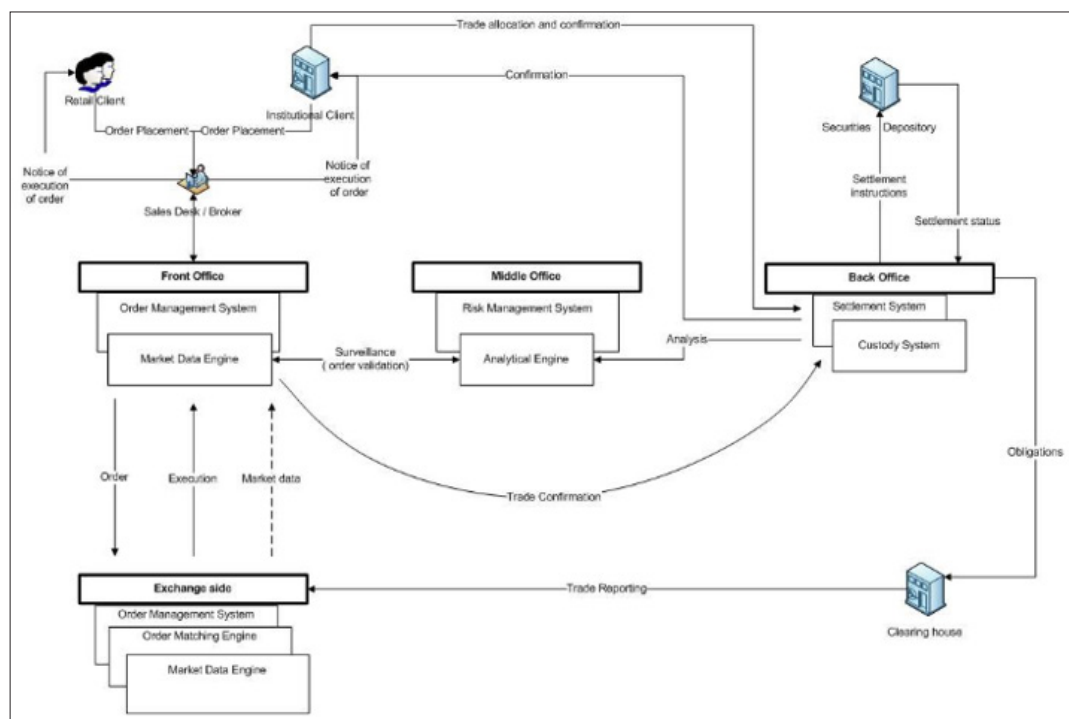 Trade allocation and confirmation
Confirmation
Retail Client
Institutional Client
Order Placement
Order Placement
Securities Depository
Notice of
execution
of order
Notice of
execution of
order
Settlement
instructions
Sales Desk / Broker
Settlement status
Front Office
Middle Office
Back Office
Order Management System
Risk Management System
Settlement System
Market Data Engine
Surveillance
( order validation)
Analytical Engine
Analysis
Custody System
Obligations
Order
Execution
Market data
Trade Confirmation
Exchange side
Trade Reporting
Order Management System
Order Matching Engine
Market Data Engine
Clearing house